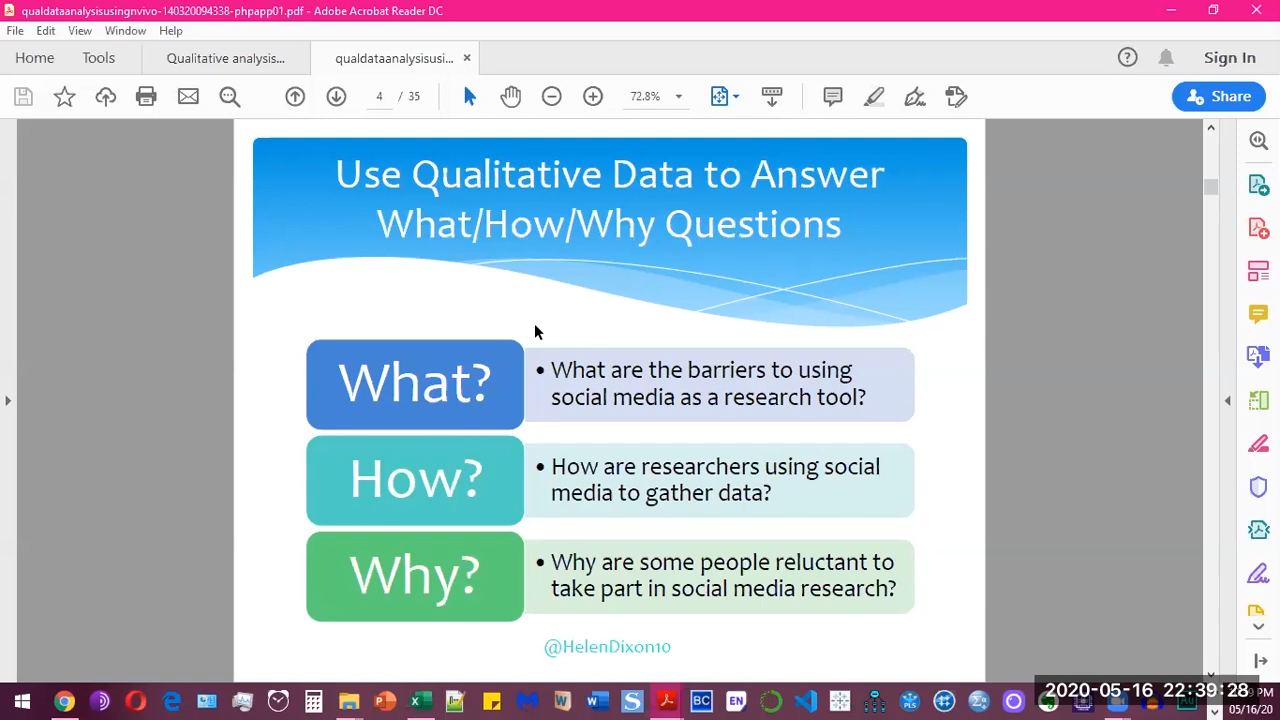 qualdataanalysisusingnvivo-140320094338-phpapp01.pdf - Adobe Acrobat Reader DC
File Edit View Window Help
Home Tools Qualitative analysis... qualdataanalysisusi... × Sign In
4 / 35 72.8% Share
Use Qualitative Data to Answer
What/How/Why Questions
What?
• What are the barriers to using
social media as a research tool?
How?
• How are researchers using social
media to gather data?
Why?
• Why are some people reluctant to
take part in social media research?
@HelenDixon10
2020-05-16 22:39:28
05/16/20